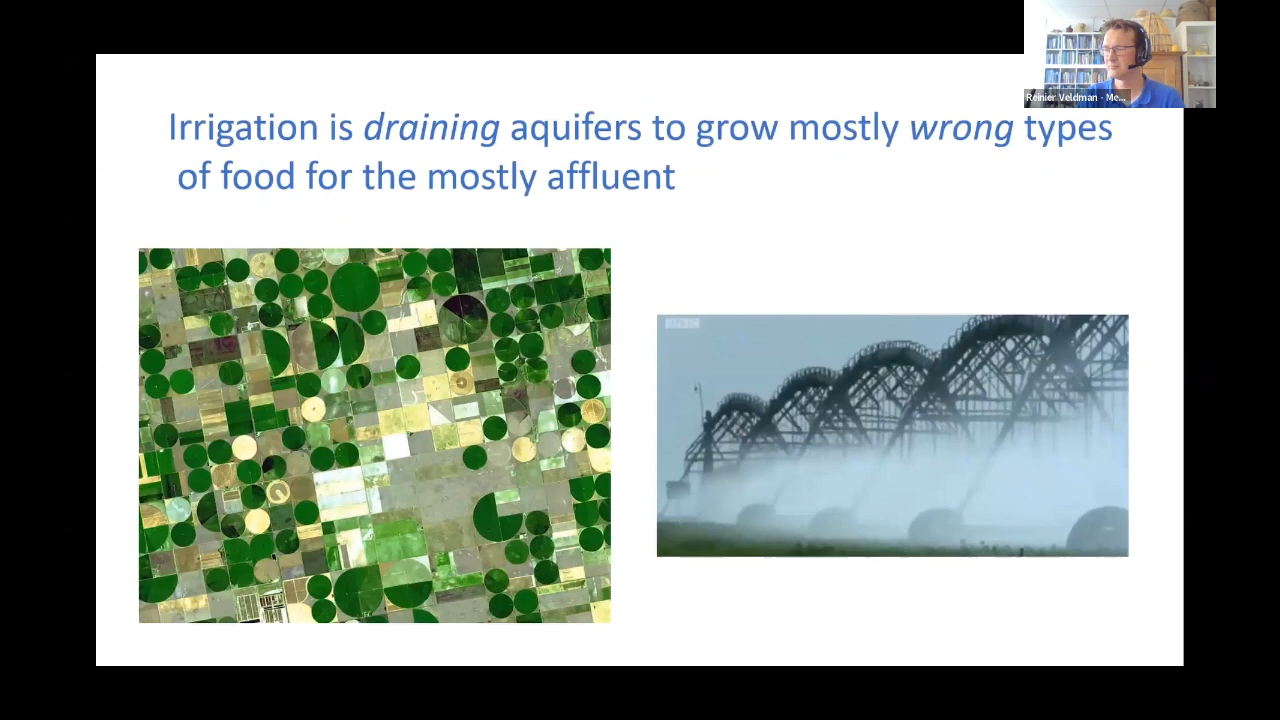 Reinier Veldman - Me...
Irrigation is draining aquifers to grow mostly wrong types
of food for the mostly affluent